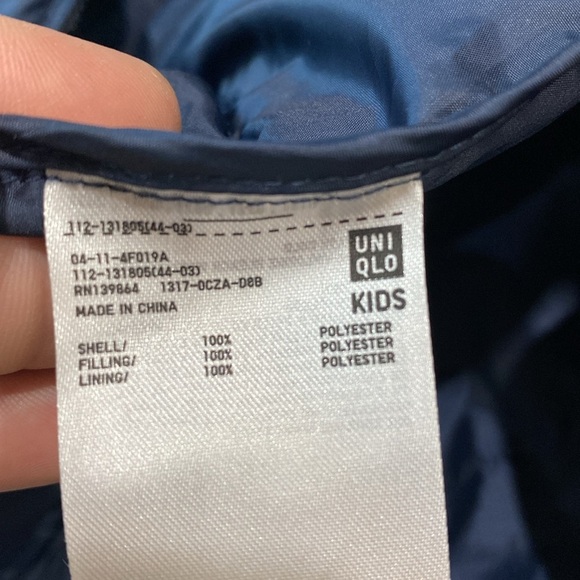 112-131805(44-03)
UNI
QLO
04-11-4F019A
112-131805(44-03)
RN139864 1317-0CZA-D8B
KIDS
MADE IN CHINA
SHELL/ 100% POLYESTER
FILLING/ 100% POLYESTER
LINING/ 100% POLYESTER